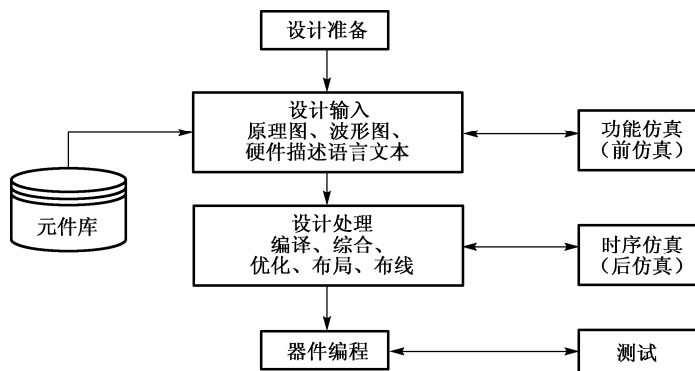 设计准备
设计输入
原理图、波形图、
硬件描述语言文本
功能仿真
（前仿真）
元件库
设计处理
编译、综合、
优化、布局、布线
时序仿真
（后仿真）
器件编程
测试